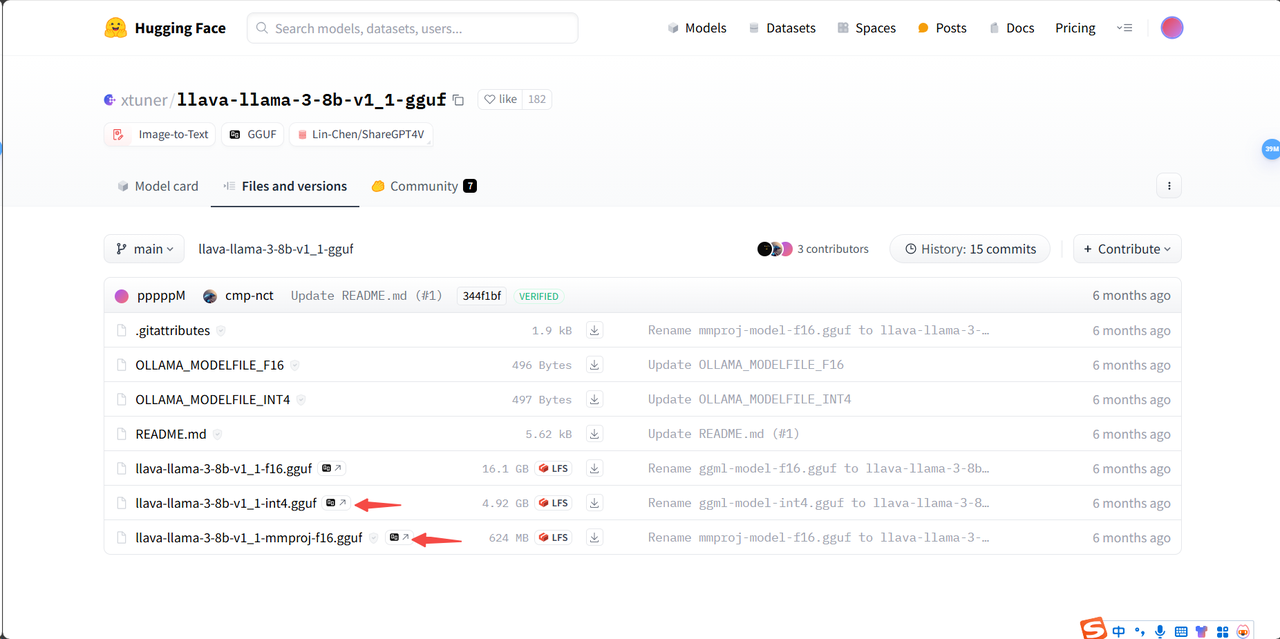 Hugging Face Search models, datasets, users... Models Datasets Spaces Posts Docs Pricing
xtuner/llava-llama-3-8b-v1_1-gguf like 182
Image-to-Text GGUF Lin-Chen/ShareGPT4V
39M
Model card Files and versions Community 7
main llava-llama-3-8b-v1_1-gguf 3 contributors History: 15 commits + Contribute
pppppM cmp-nct Update README.md (#1) 344f1bf VERIFIED 6 months ago
.gitattributes 1.9 kB Rename mmproj-model-f16.gguf to llava-llama-3-… 6 months ago
OLLAMA_MODELFILE_F16 496 Bytes Update OLLAMA_MODELFILE_F16 6 months ago
OLLAMA_MODELFILE_INT4 497 Bytes Update OLLAMA_MODELFILE_INT4 6 months ago
README.md 5.62 kB Update README.md (#1) 6 months ago
llava-llama-3-8b-v1_1-f16.gguf 16.1 GB LFS Rename ggml-model-f16.gguf to llava-llama-3-8b… 6 months ago
llava-llama-3-8b-v1_1-int4.gguf 4.92 GB LFS Rename ggml-model-int4.gguf to llava-llama-3-8… 6 months ago
llava-llama-3-8b-v1_1-mmproj-f16.gguf 624 MB LFS Rename mmproj-model-f16.gguf to llava-llama-3-… 6 months ago
S 中